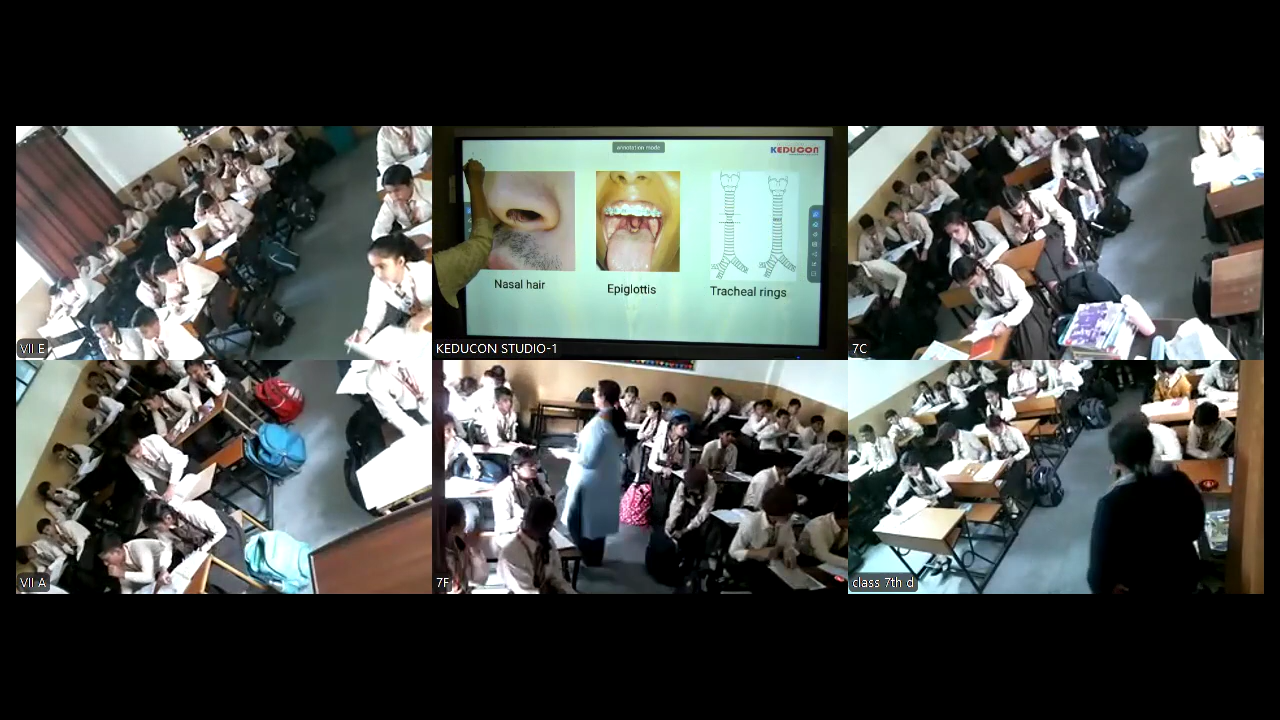 annotation mode
KEDUCON
Nasal hair
Epiglottis
Tracheal rings
VII E
KEDUCON STUDIO-1
7C
VII A
7F
class 7th d